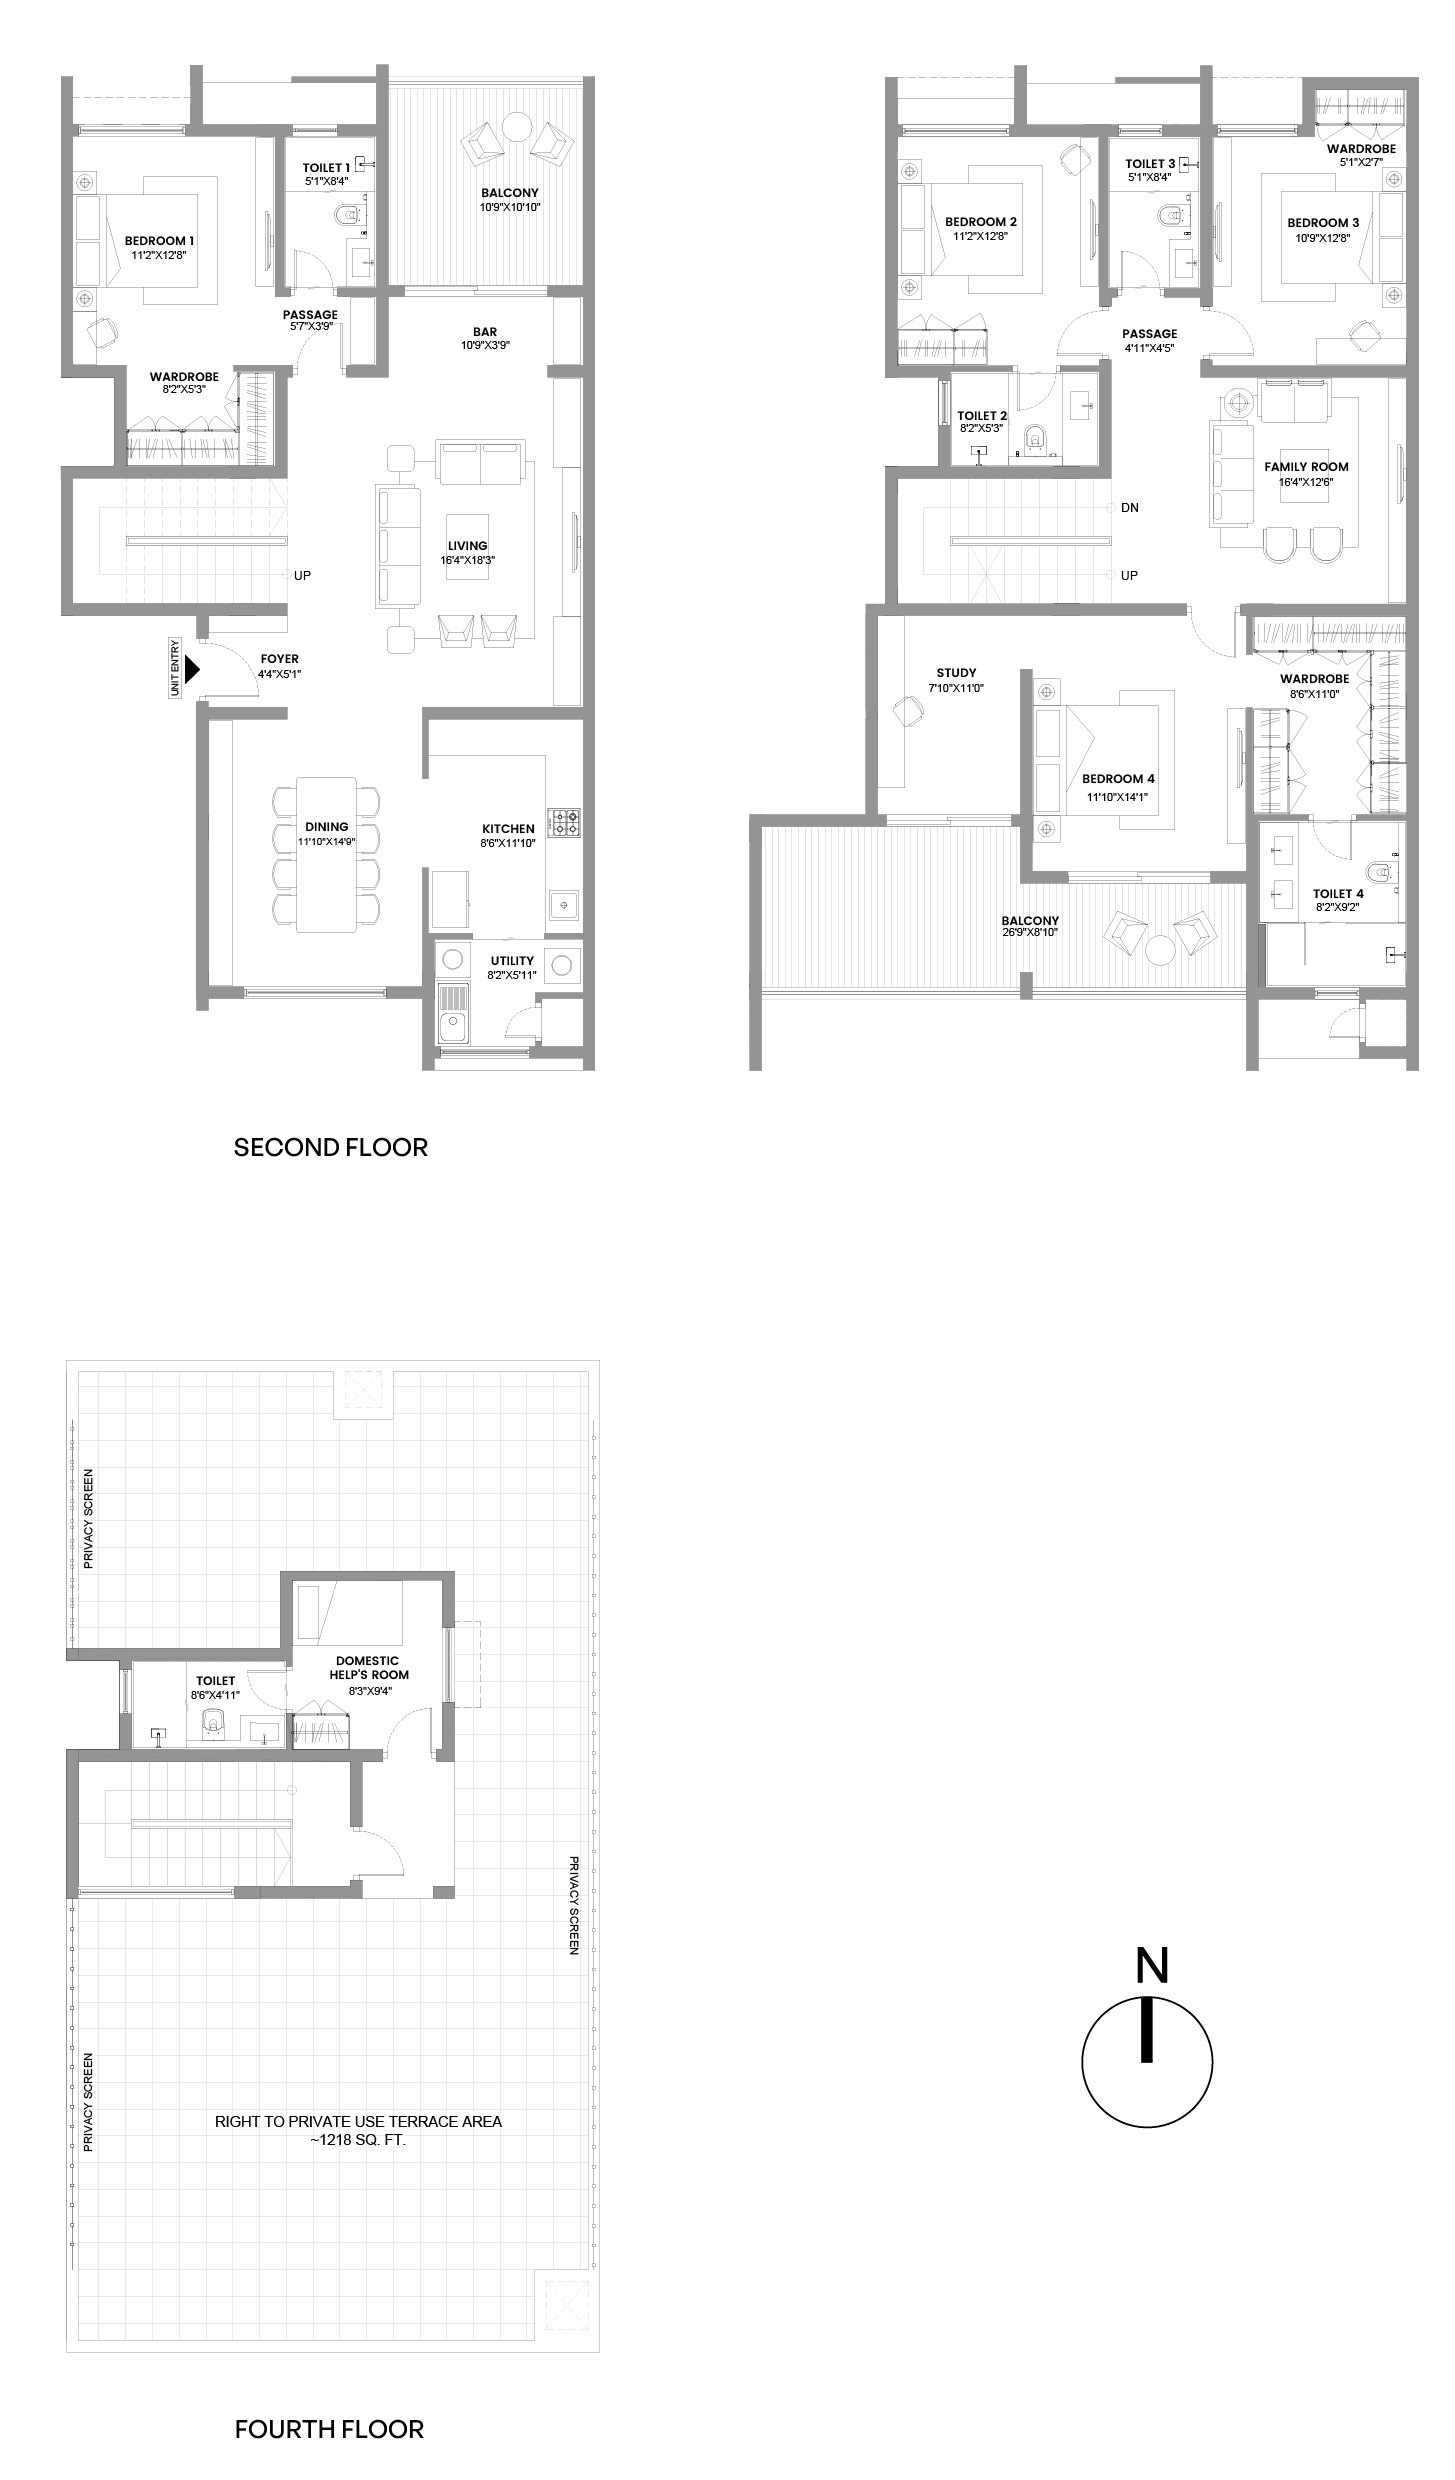 TOILET 1
5'1"X8'4"
BALCONY
10'9"X10'10"
BEDROOM 1
11'2"X12'8"
PASSAGE
5'7"X3'9"
BAR
10'9"X3'9"
WARDROBE
8'2"X5'3"
LIVING
16'4"X18'3"
UP
UNIT ENTRY
FOYER
4'4"X5'1"
DINING
11'10"X14'9"
KITCHEN
8'6"X11'10"
UTILITY
8'2"X5'11"
SECOND FLOOR
WARDROBE
5'1"X2'7"
TOILET 3
5'1"X8'4"
BEDROOM 2
11'2"X12'8"
BEDROOM 3
10'9"X12'8"
PASSAGE
4'11"X4'5"
TOILET 2
8'2"X5'3"
FAMILY ROOM
16'4"X12'6"
DN
UP
STUDY
7'10"X11'0"
WARDROBE
8'6"X11'0"
BEDROOM 4
11'10"X14'1"
TOILET 4
8'2"X9'2"
BALCONY
26'9"X8'10"
PRIVACY SCREEN
DOMESTIC
HELP'S ROOM
8'3"X9'4"
TOILET
8'6"X4'11"
PRIVACY SCREEN
PRIVACY SCREEN
RIGHT TO PRIVATE USE TERRACE AREA
~1218 SQ. FT.
FOURTH FLOOR
N